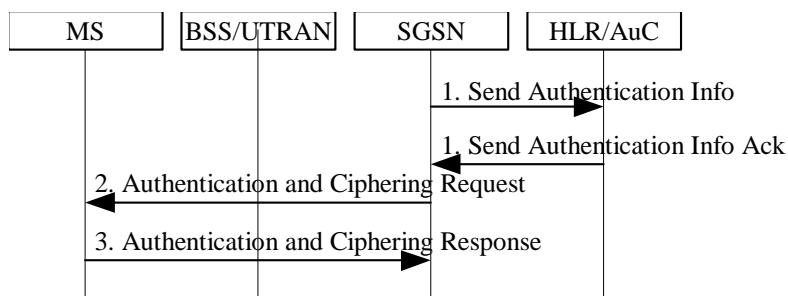 MS BSS/UTRAN SGSN HLR/AuC
1. Send Authentication Info
1. Send Authentication Info Ack
2. Authentication and Ciphering Request
3. Authentication and Ciphering Response